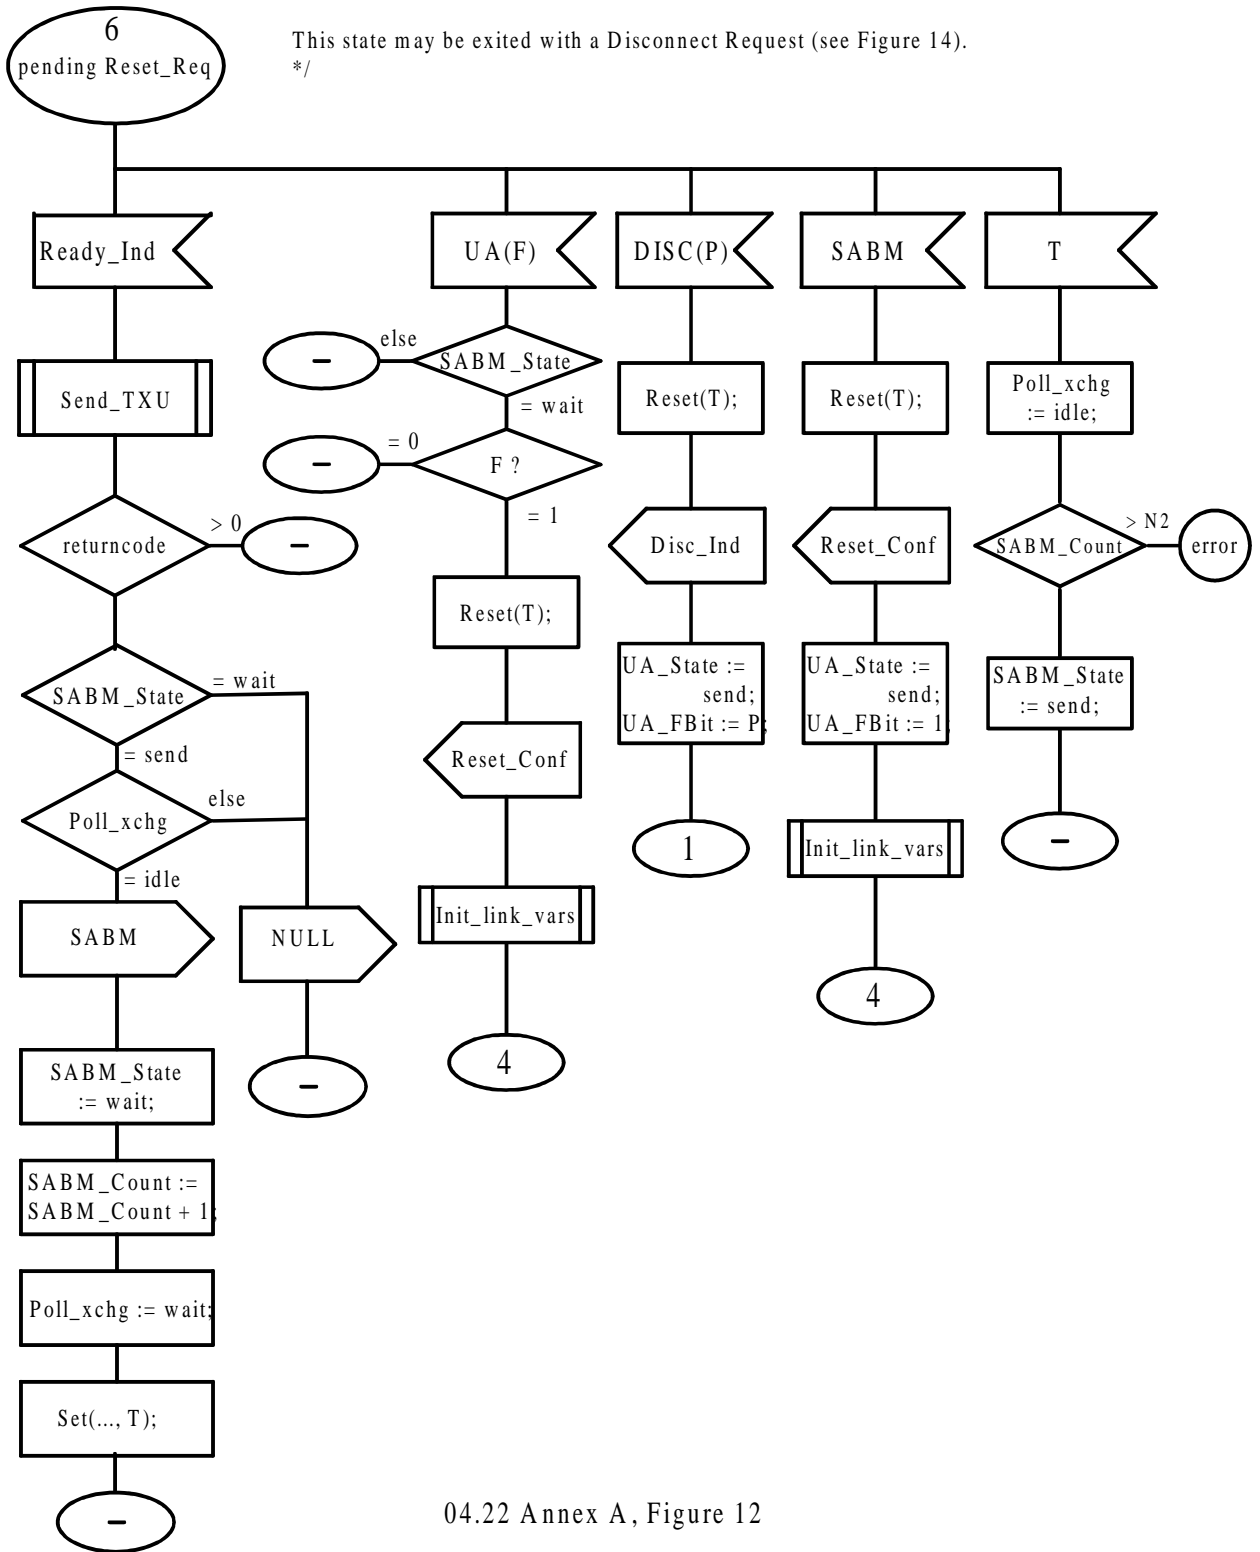 6
pending Reset_Req
This state may be exited with a Disconnect Request (see Figure 14).
*/
Ready_Ind
Send_TXU
returncode
> 0
–
SABM_State
= wait
= send
Poll_xchg
else
= idle
SABM
NULL
–
SABM_State
:= wait;
SABM_Count :=
SABM_Count + 1;
Poll_xchg := wait;
Set(..., T);
–
UA(F)
else
–
SABM_State
= wait
= 0
–
F ?
= 1
Reset(T);
Reset_Conf
Init_link_vars
4
DISC(P)
Reset(T);
Disc_Ind
UA_State :=
send;
UA_FBit := P;
1
SABM
Reset(T);
Reset_Conf
UA_State :=
send;
UA_FBit := 1;
Init_link_vars
4
T
Poll_xchg
:= idle;
SABM_Count
> N2
error
SABM_State
:= send;
–
04.22 Annex A, Figure 12